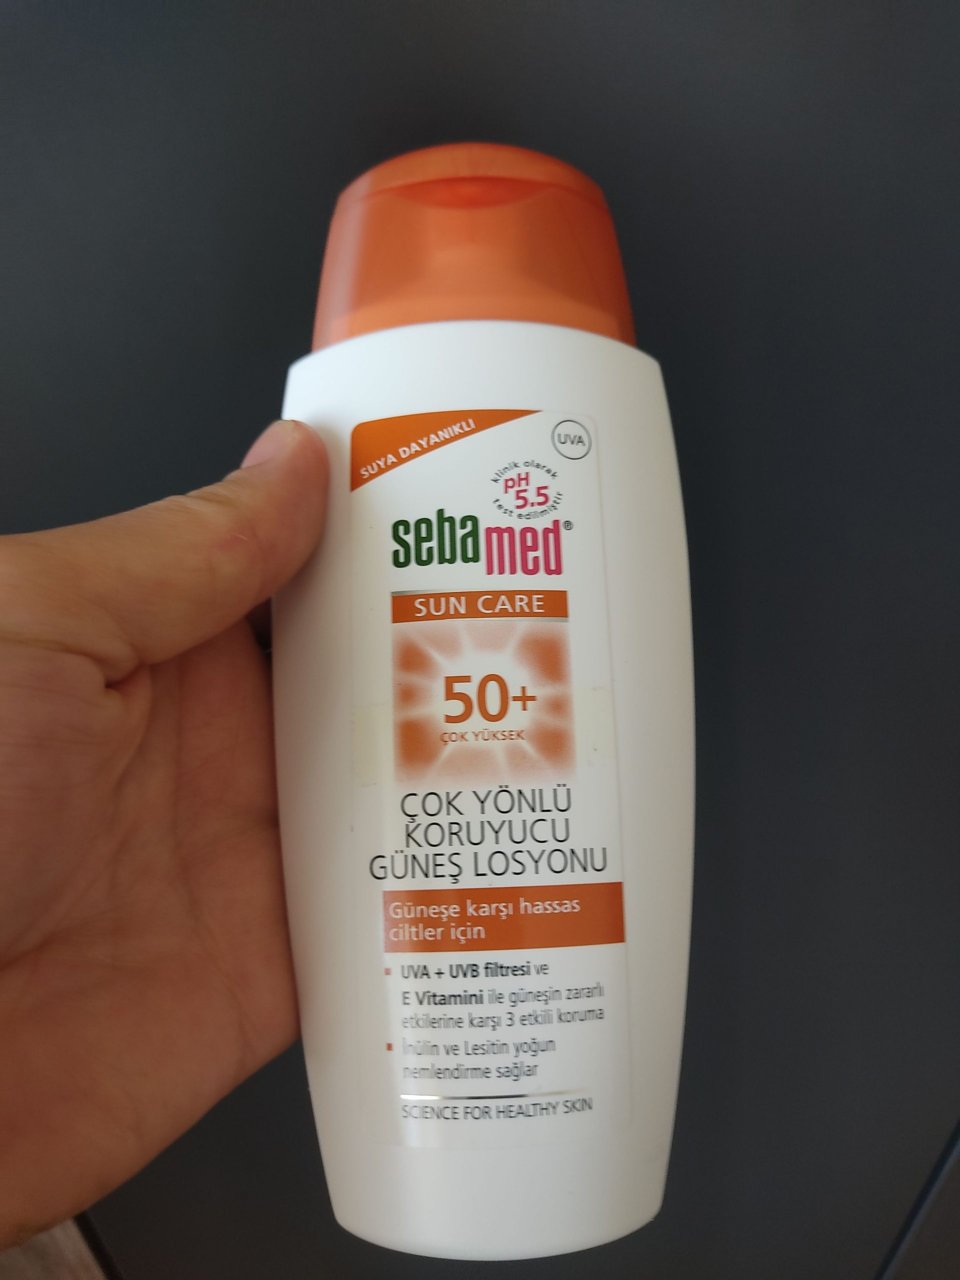 SUYA DAYANIKLI
UVA
klinik olarak
pH
5.5
test edilmiştir
sebamed®
SUN CARE
50+
ÇOK YÜKSEK
ÇOK YÖNLÜ
KORUYUCU
GÜNEŞ LOSYONU
Güneşe karşı hassas
ciltler için
UVA + UVB filtresi ve
E Vitamini ile güneşin zararlı
etkilerine karşı 3 etkili koruma
İnülin ve Lesitin yoğun
nemlendirme sağlar
SCIENCE FOR HEALTHY SKIN